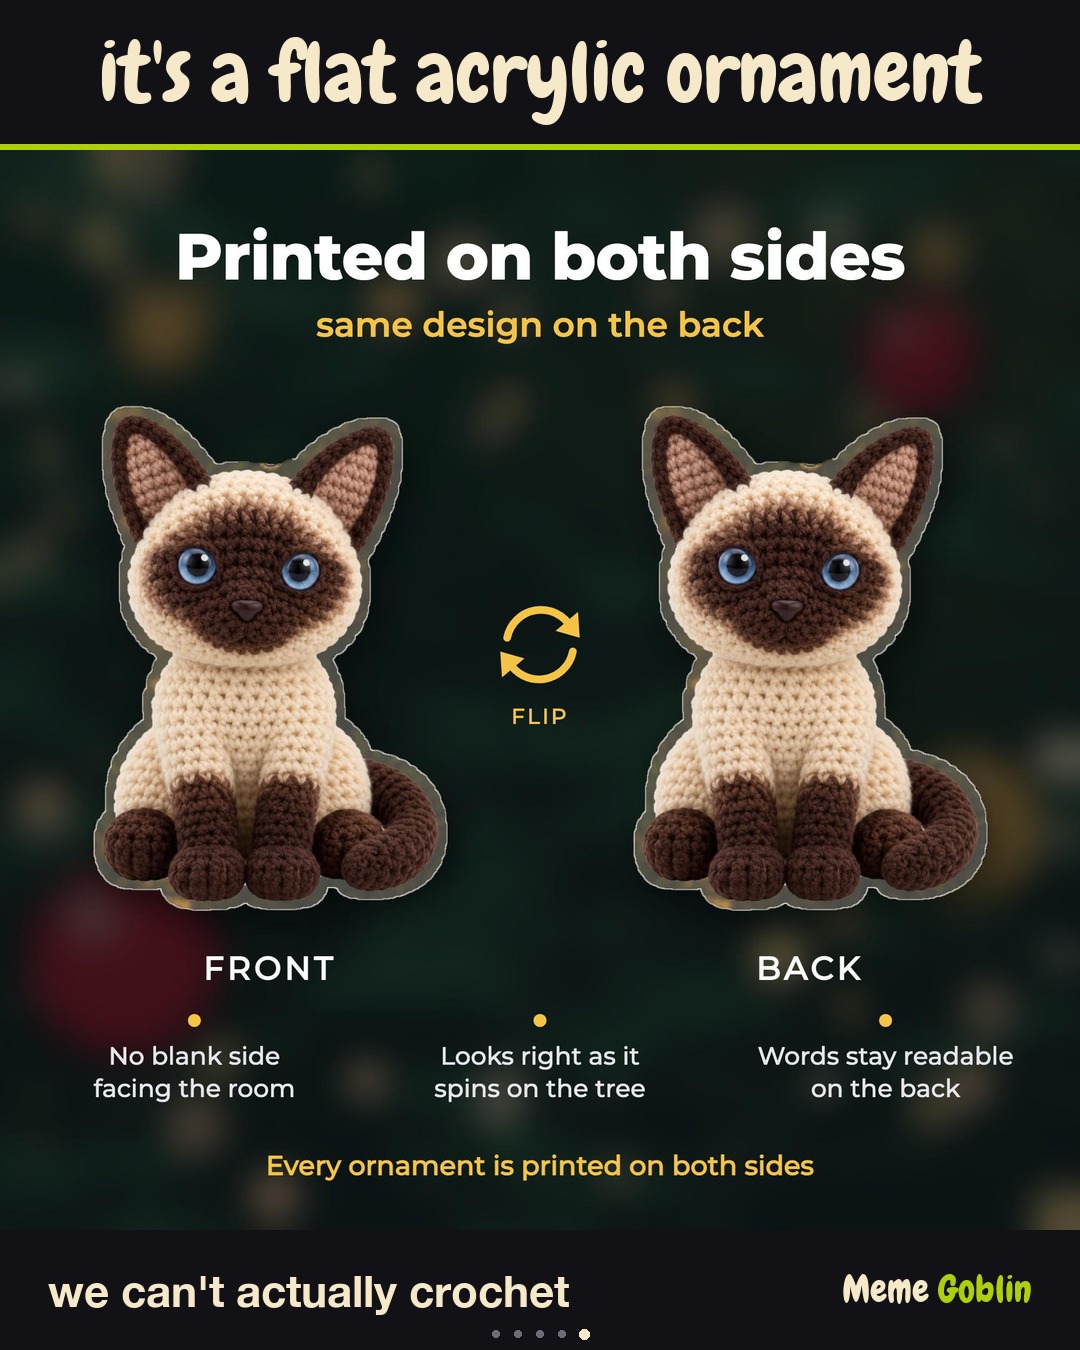 it's a flat acrylic ornament
Printed on both sides
same design on the back
FLIP
FRONT
BACK
No blank side
facing the room
Looks right as it
spins on the tree
Words stay readable
on the back
Every ornament is printed on both sides
we can't actually crochet
Meme Goblin